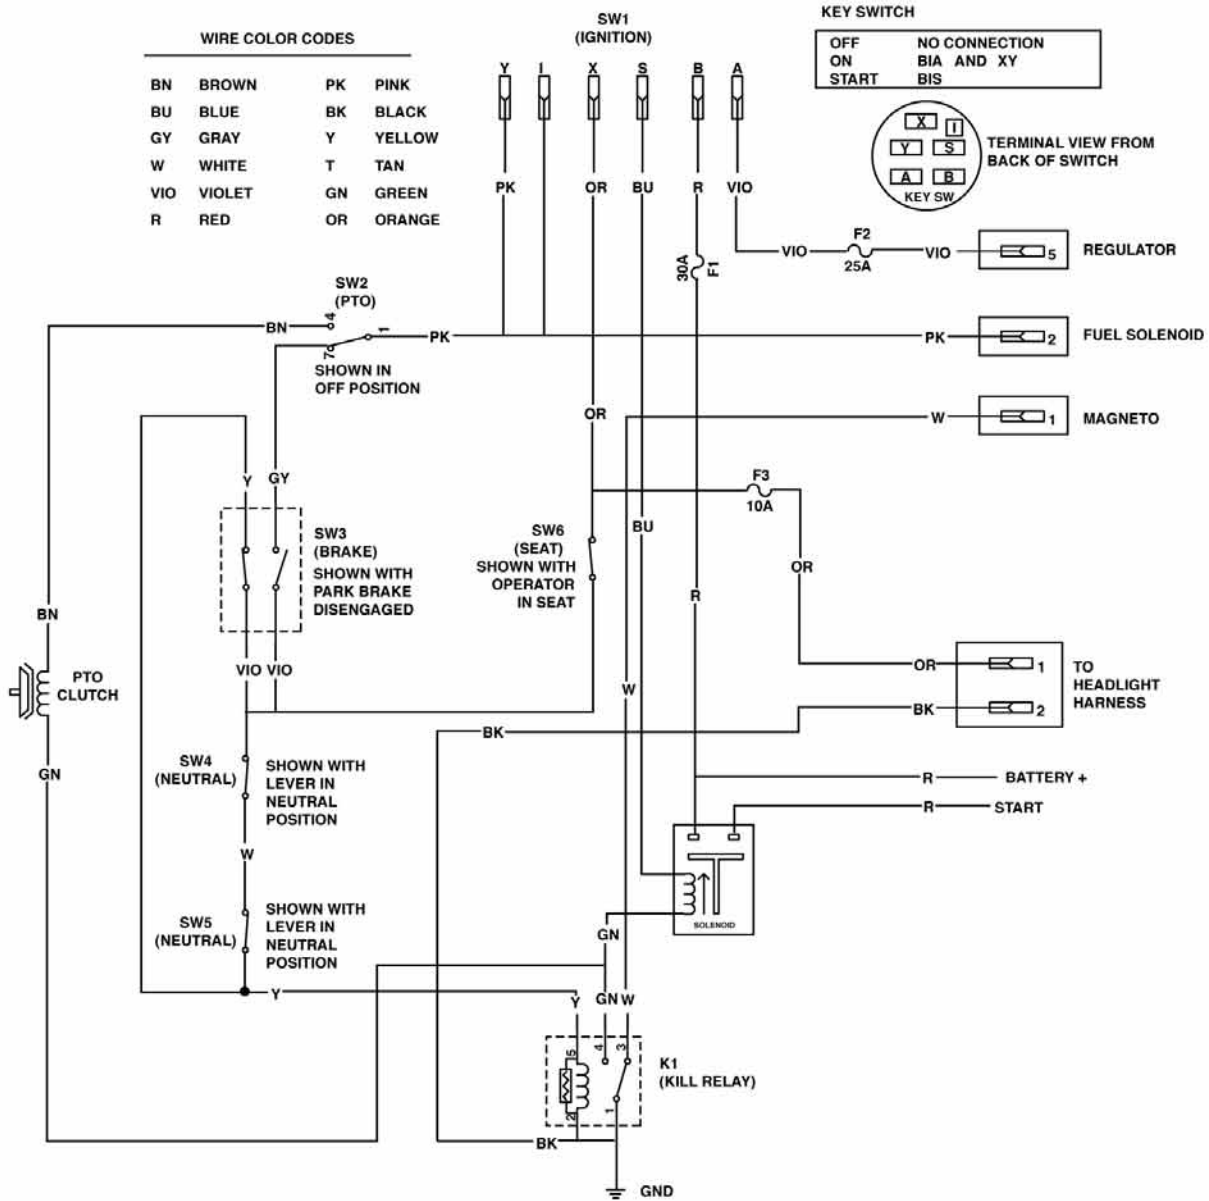 SW1
(IGNITION)
KEY SWITCH
OFF NO CONNECTION
ON BIA AND XY
START BIS
WIRE COLOR CODES
BN BROWN PK PINK
BU BLUE BK BLACK
GY GRAY Y YELLOW
W WHITE T TAN
VIO VIOLET GN GREEN
R RED OR ORANGE
Y I X S B A
X I
Y S
A B
KEY SW
TERMINAL VIEW FROM
BACK OF SWITCH
PK OR BU R VIO
F2
VIO 25A VIO 5 REGULATOR
30A F1
SW2
(PTO)
BN 4 1 PK PK 2 FUEL SOLENOID
7
SHOWN IN
OFF POSITION
OR W 1 MAGNETO
Y GY
F3
10A
SW3
(BRAKE)
SHOWN WITH
PARK BRAKE
DISENGAGED
SW6
(SEAT)
SHOWN WITH
OPERATOR
IN SEAT
BU
OR
R
BN
VIO VIO
PTO
CLUTCH
W
OR 1
BK 2
TO
HEADLIGHT
HARNESS
BK
GN
SW4
(NEUTRAL)
SHOWN WITH
LEVER IN
NEUTRAL
POSITION
R BATTERY +
R START
W
SW5
(NEUTRAL)
SHOWN WITH
LEVER IN
NEUTRAL
POSITION
SOLENOID
GN
Y Y GN W
5 4 3
K1
(KILL RELAY)
2 1
BK
GND